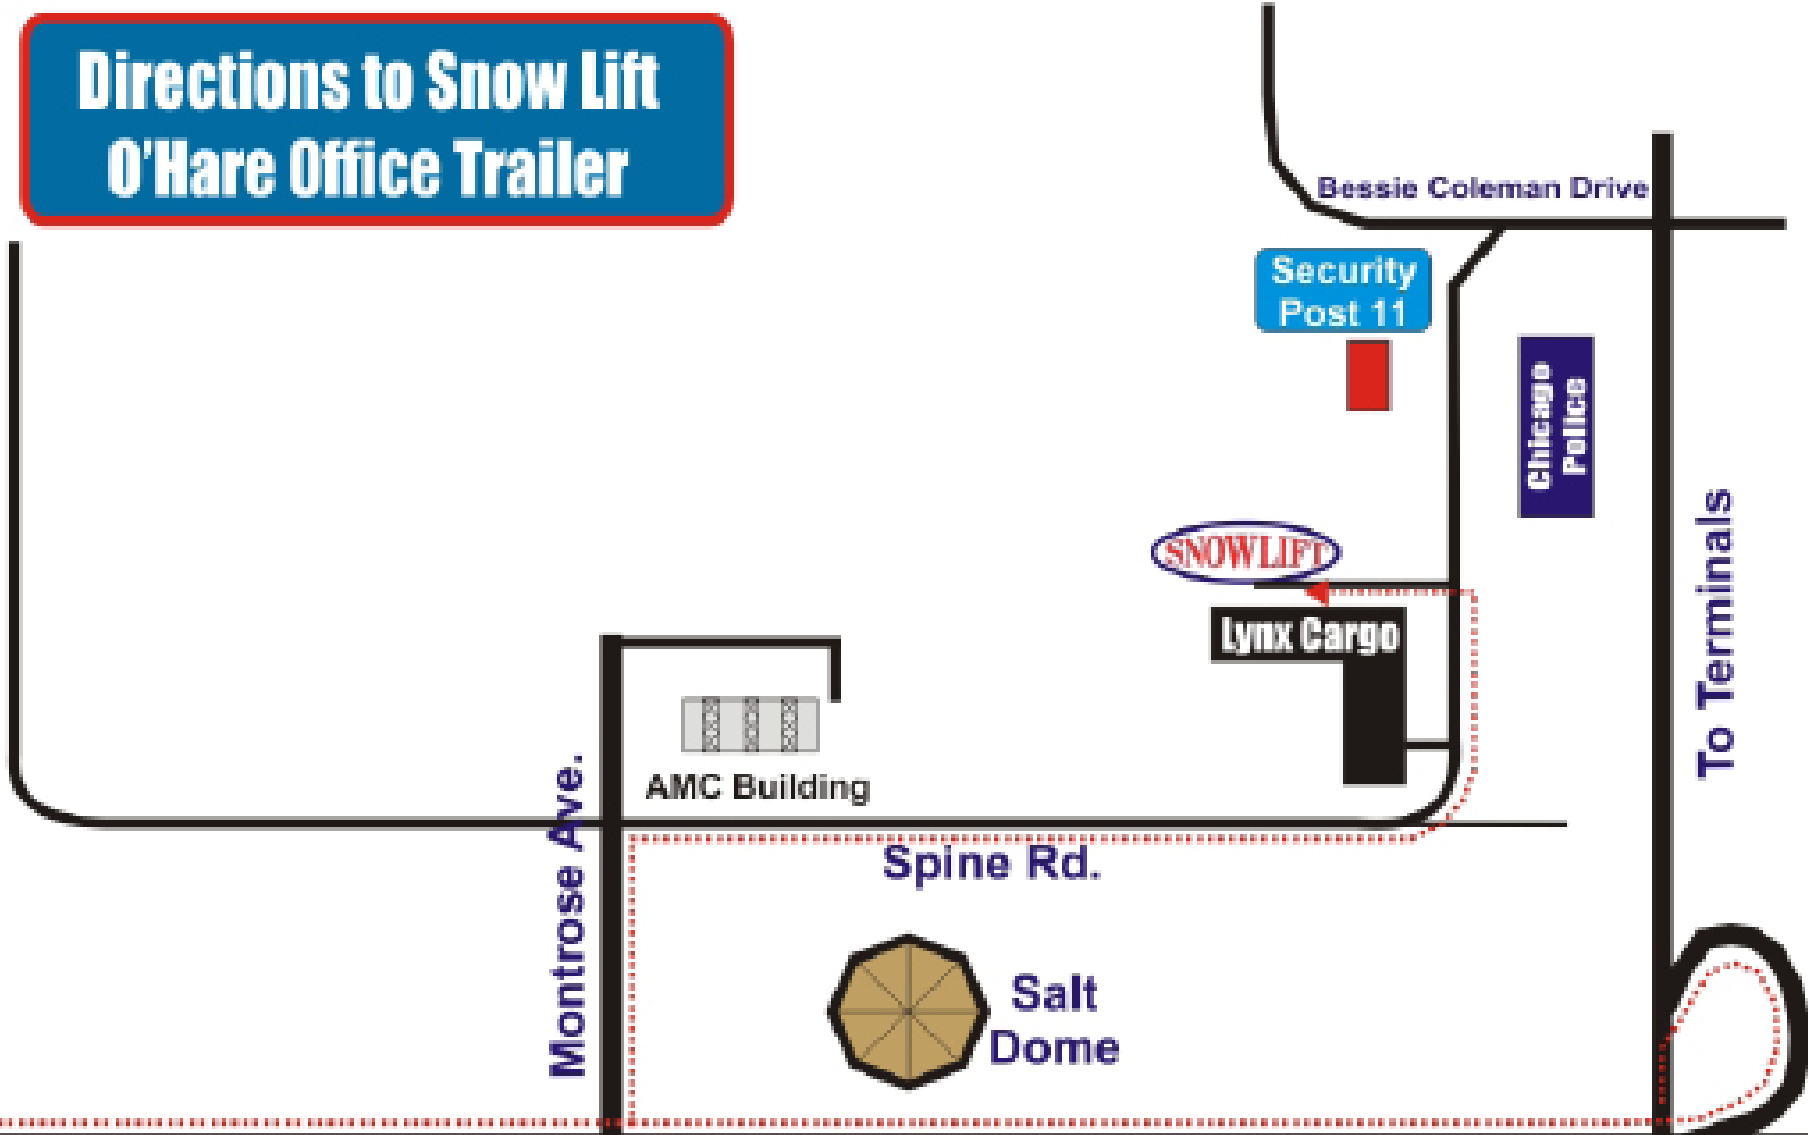 Directions to Snow Lift
O'Hare Office Trailer
Bessie Coleman Drive
Security
Post 11
Chicago
Police
SNOWLIFT
To Terminals
Lynx Cargo
AMC Building
Montrose Ave.
Spine Rd.
Salt
Dome